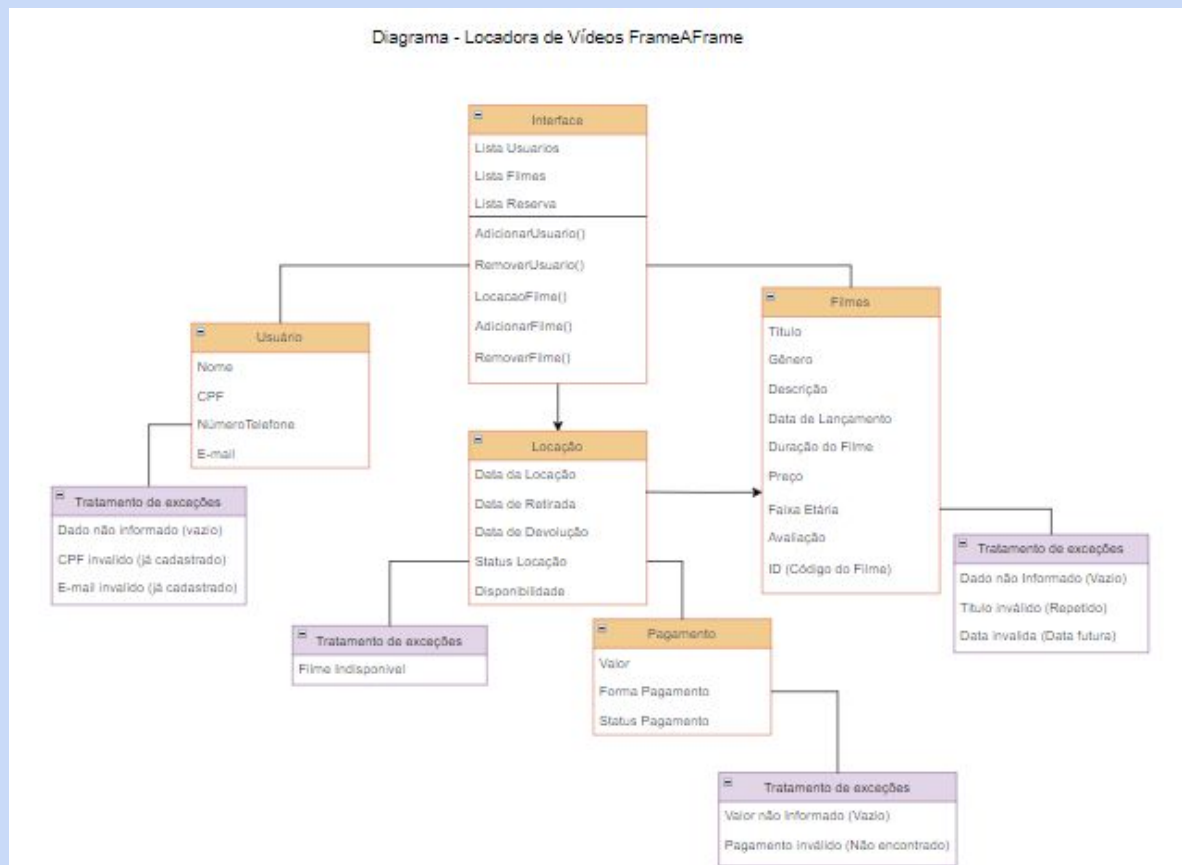 Diagrama - Locadora de Vídeos FrameAFrame
Interface
Lista Usuarios
Lista Filmes
Lista Reserva
AdicionarUsuario()
RemoverUsuario()
LocacaoFilme()
AdicionarFilme()
RemoverFilme()
Usuário
Nome
CPF
NúmeroTelefone
E-mail
Tratamento de exceções
Dado não informado (vazio)
CPF invalido (já cadastrado)
E-mail invalido (já cadastrado)
Locação
Data da Locação
Data de Retirada
Data de Devolução
Status Locação
Disponibilidade
Tratamento de exceções
Filme Indisponivel
Pagamento
Valor
Forma Pagamento
Status Pagamento
Tratamento de exceções
Valor não Informado (Vazio)
Pagamento inválido (Não encontrado)
Filmes
Título
Gênero
Descrição
Data de Lançamento
Duração do Filme
Preço
Faixa Etária
Avaliação
ID (Código do Filme)
Tratamento de exceções
Dado não Informado (Vazio)
Título inválido (Repetido)
Data invalida (Data futura)